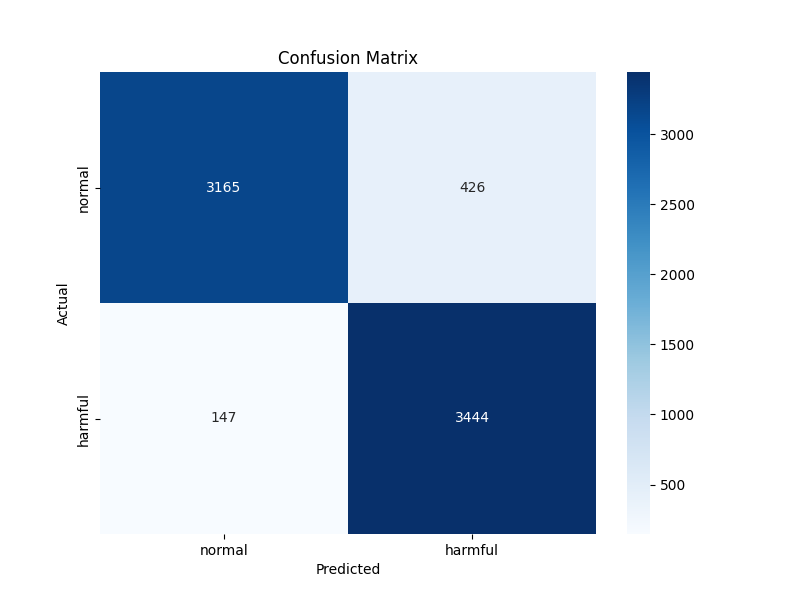 Confusion Matrix
normal
harmful
Actual
3165
426
147
3444
normal
harmful
Predicted
3000
2500
2000
1500
1000
500